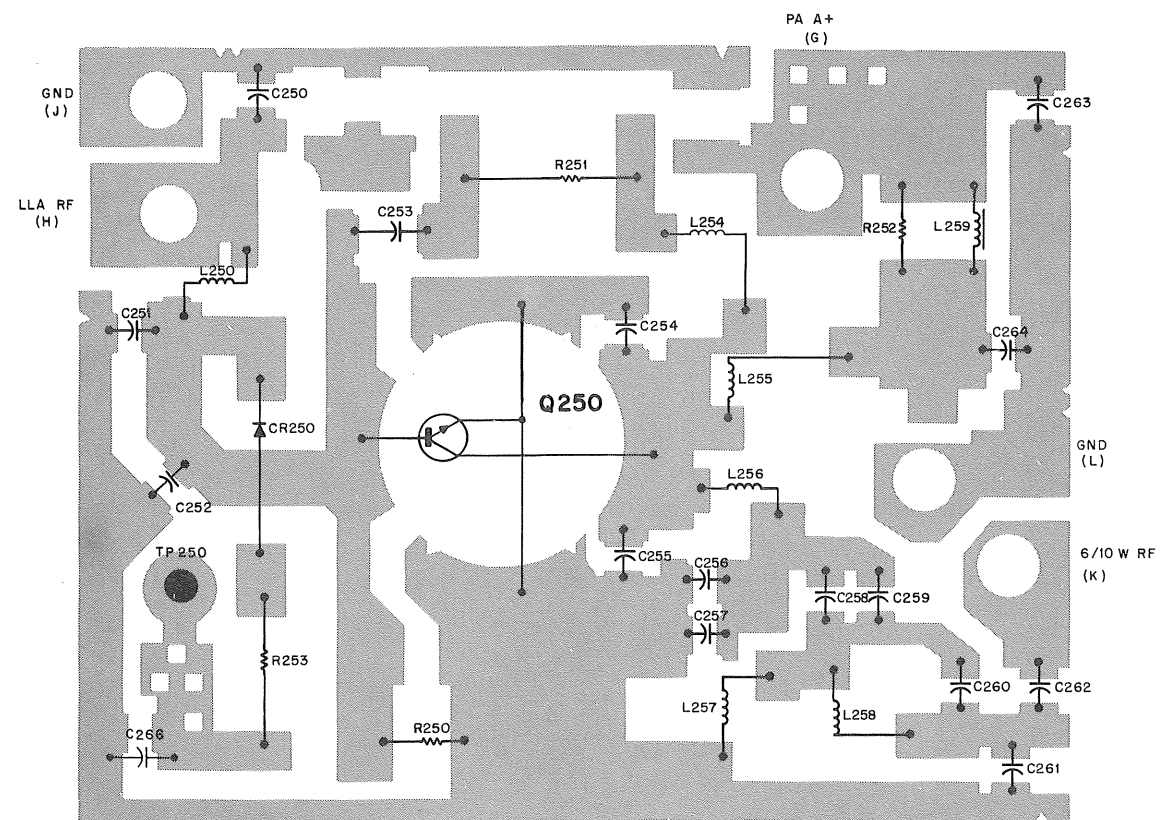 PA A+
(G)
GND
(J)
C250
C263
LLA RF
(H)
R251
C253
L254
R252
L259
L250
C251
C254
C264
L255
Q250
CR250
GND
(L)
L256
C252
TP250
C255
C256
6/10 W RF
(K)
C258
C259
C257
R253
C260
C262
L257
L258
R250
C266
C261